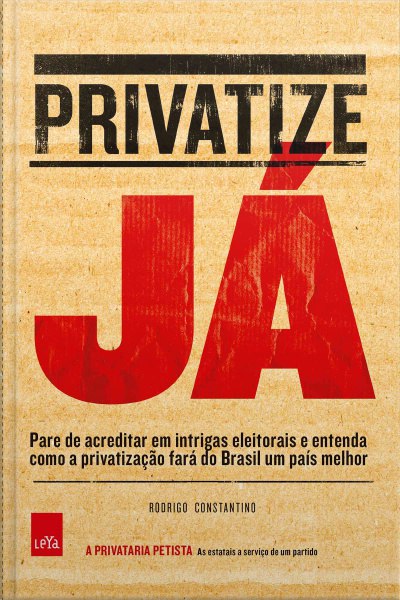 PRIVATIZE
JÁ
Pare de acreditar em intrigas eleitorais e entenda
como a privatização fará do Brasil um país melhor
RODRIGO CONSTANTINO
LeYa
A PRIVATARIA PETISTA As estatais a serviço de um partido